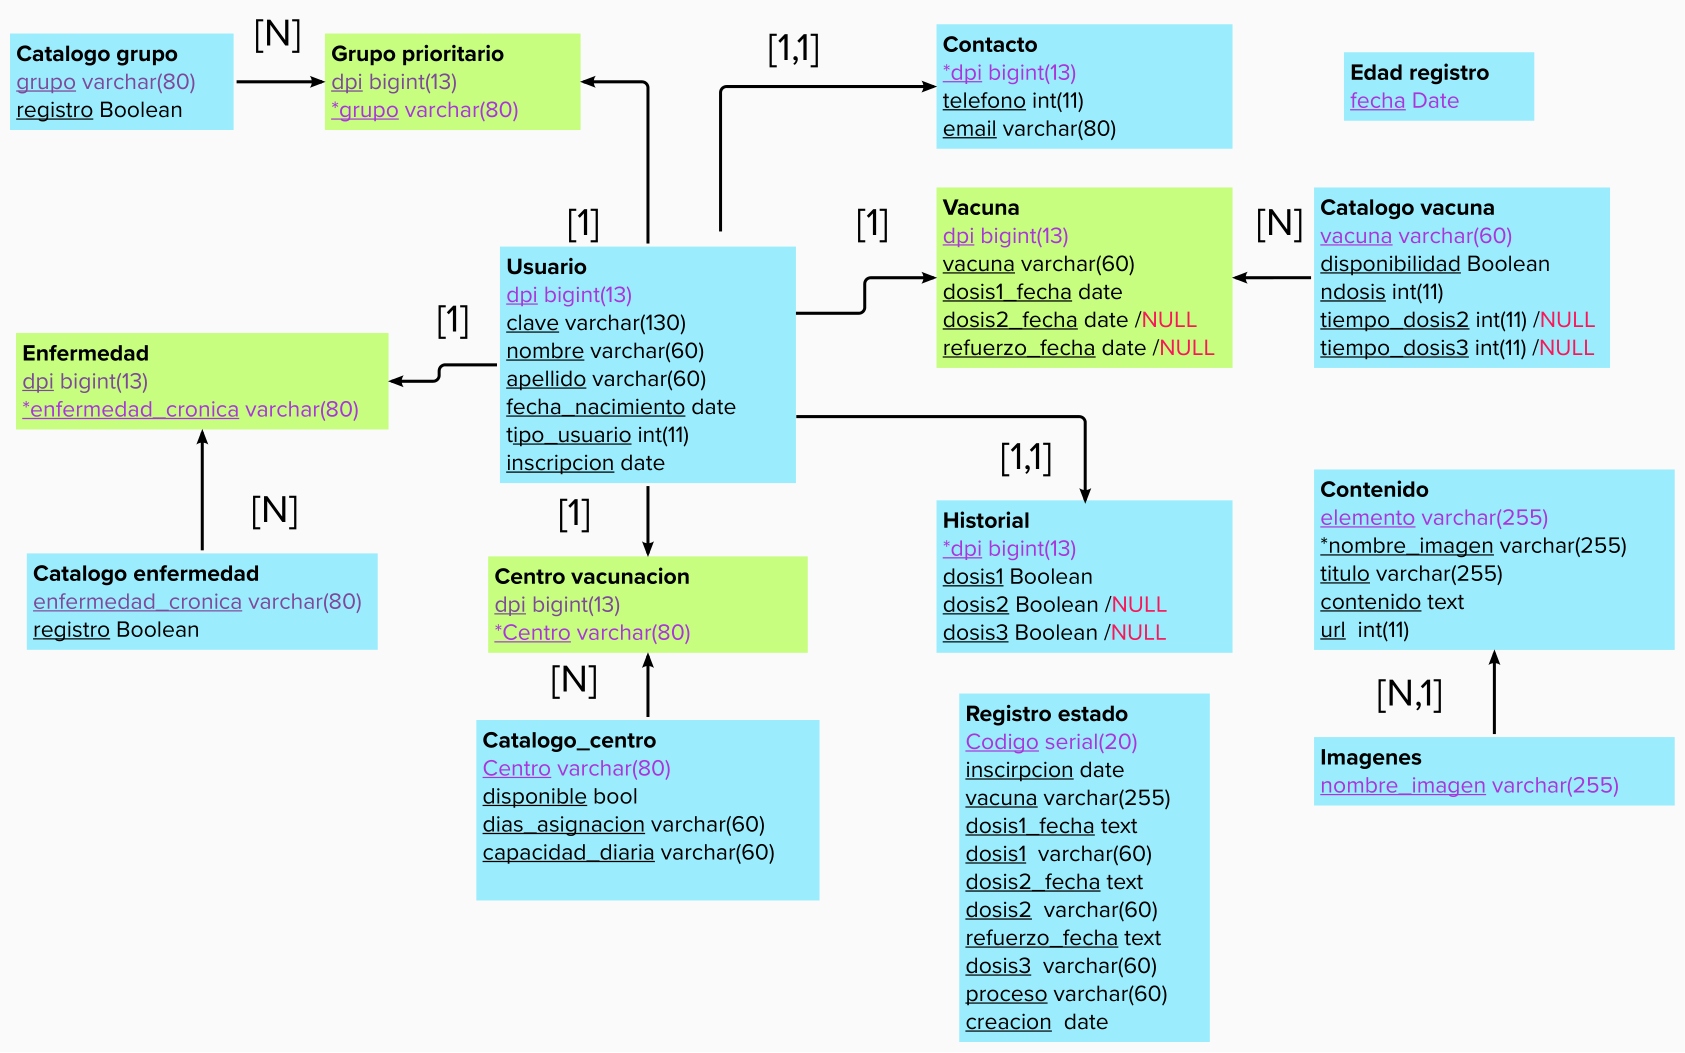 Catalogo grupo
grupo varchar(80)
registro Boolean
[N]
Grupo prioritario
dpi bigint(13)
*grupo varchar(80)
[1,1]
Contacto
*dpi bigint(13)
telefono int(11)
email varchar(80)
Edad registro
fecha Date
[1]
Usuario
dpi bigint(13)
clave varchar(130)
nombre varchar(60)
apellido varchar(60)
fecha_nacimiento date
tipo_usuario int(11)
inscripcion date
[1]
Vacuna
dpi bigint(13)
vacuna varchar(60)
dosis1_fecha date
dosis2_fecha date /NULL
refuerzo_fecha date /NULL
[N]
Catalogo vacuna
vacuna varchar(60)
disponibilidad Boolean
ndosis int(11)
tiempo_dosis2 int(11) /NULL
tiempo_dosis3 int(11) /NULL
[1]
Enfermedad
dpi bigint(13)
*enfermedad_cronica varchar(80)
[N]
Catalogo enfermedad
enfermedad_cronica varchar(80)
registro Boolean
[1]
Centro vacunacion
dpi bigint(13)
*Centro varchar(80)
[N]
Catalogo_centro
Centro varchar(80)
disponible bool
dias_asignacion varchar(60)
capacidad_diaria varchar(60)
[1,1]
Historial
*dpi bigint(13)
dosis1 Boolean
dosis2 Boolean /NULL
dosis3 Boolean /NULL
Contenido
elemento varchar(255)
*nombre_imagen varchar(255)
titulo varchar(255)
contenido text
url int(11)
[N,1]
Imagenes
nombre_imagen varchar(255)
Registro estado
Codigo serial(20)
inscirpcion date
vacuna varchar(255)
dosis1_fecha text
dosis1 varchar(60)
dosis2_fecha text
dosis2 varchar(60)
refuerzo_fecha text
dosis3 varchar(60)
proceso varchar(60)
creacion date